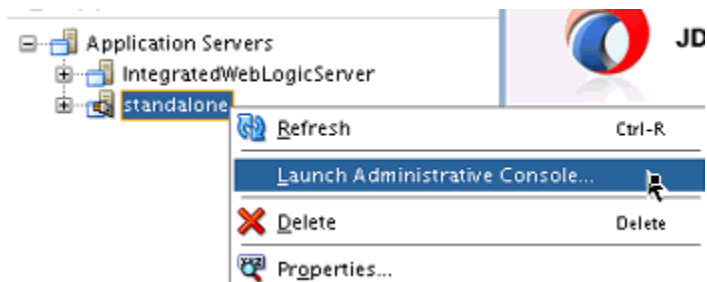 Application Servers
JD
IntegratedWebLogicServer
standalone
Refresh Ctrl-R
Launch Administrative Console...
Delete Delete
Properties...